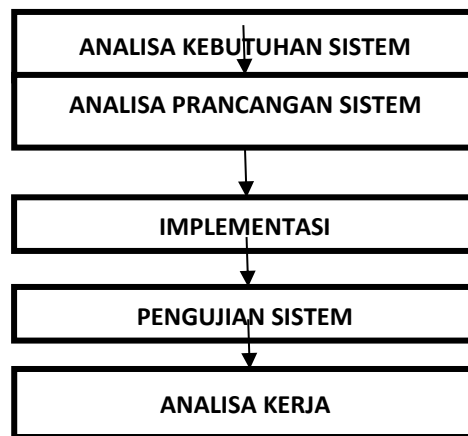 ANALISA KEBUTUHAN SISTEM
ANALISA PRANCANGAN SISTEM
IMPLEMENTASI
PENGUJIAN SISTEM
ANALISA KERJA